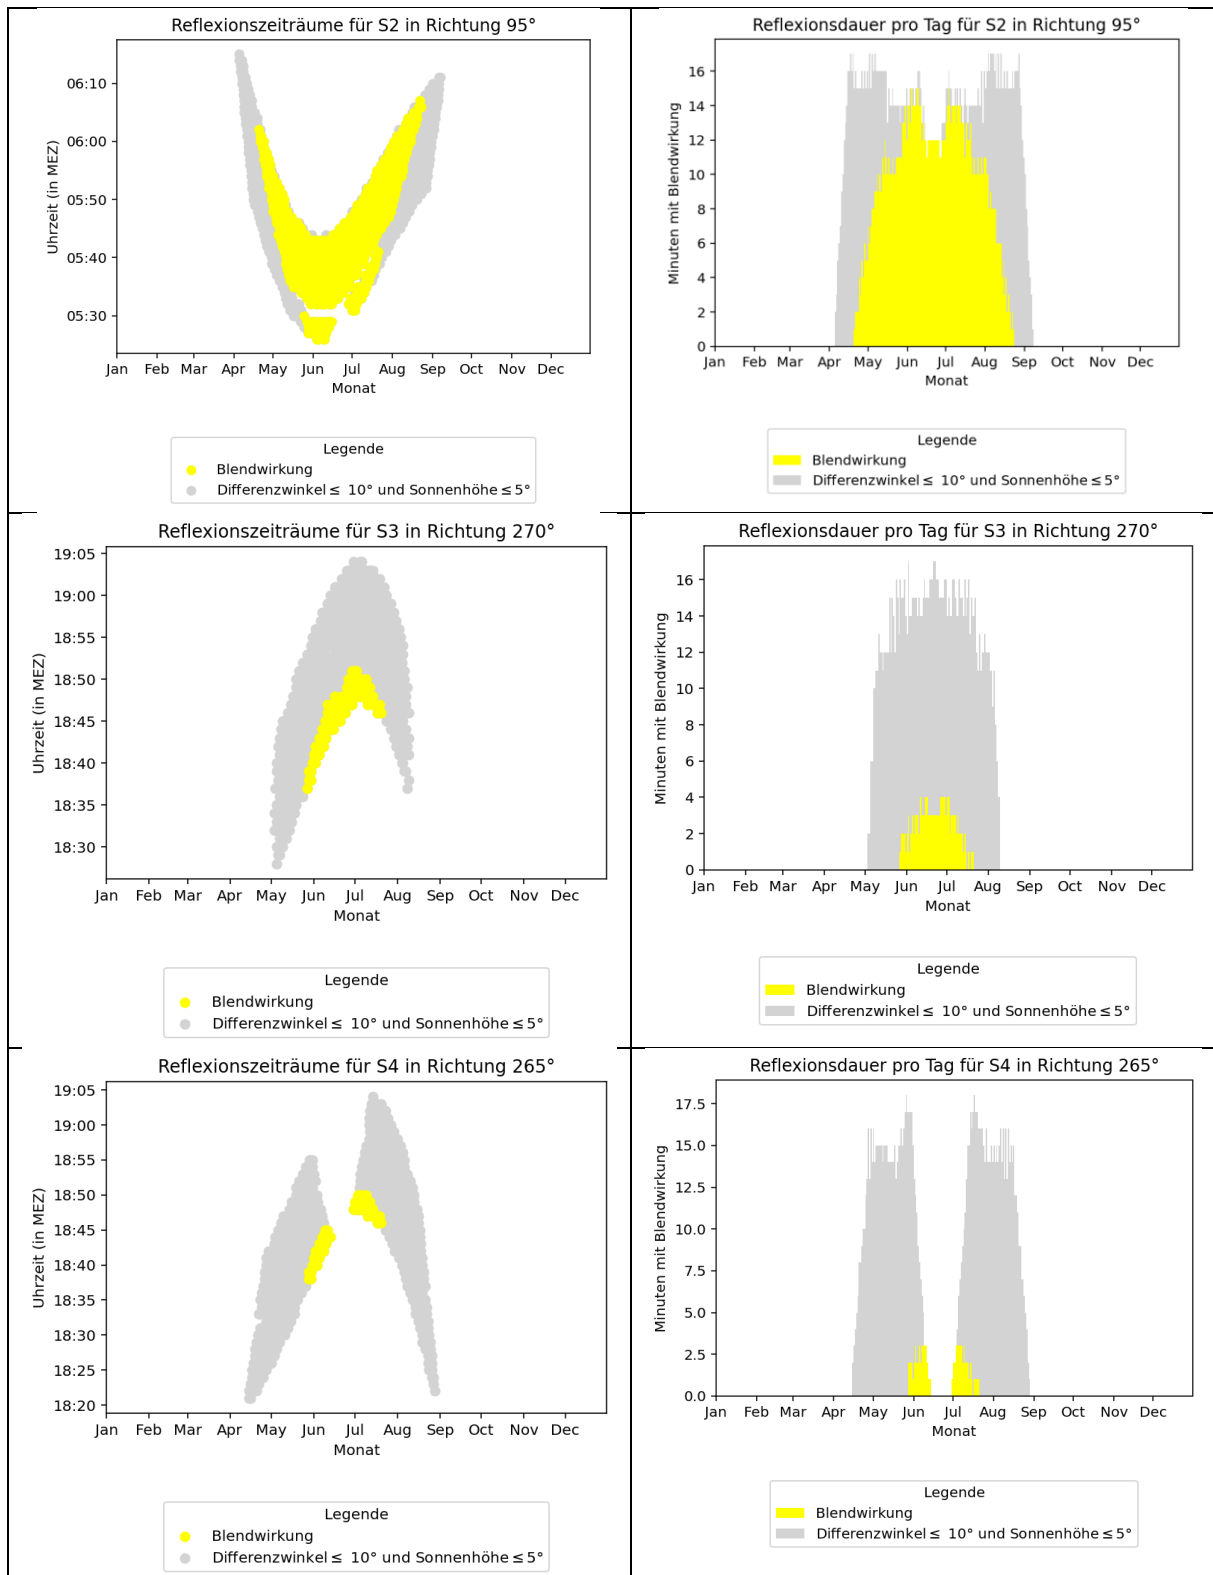 Reflexionszeiträume für S2 in Richtung 95°
Uhrzeit (in MEZ)
06:10
06:00
05:50
05:40
05:30
Jan Feb Mar Apr May Jun Jul Aug Sep Oct Nov Dec
Monat
Legende
Blendwirkung
Differenzwinkel ≤ 10° und Sonnenhöhe ≤5°
Reflexionsdauer pro Tag für S2 in Richtung 95°
Minuten mit Blendwirkung
16
14
12
10
8
6
4
2
0
Jan Feb Mar Apr May Jun Jul Aug Sep Oct Nov Dec
Monat
Legende
Blendwirkung
Differenzwinkel ≤ 10° und Sonnenhöhe ≤5°
Reflexionszeiträume für S3 in Richtung 270°
Uhrzeit (in MEZ)
19:05
19:00
18:55
18:50
18:45
18:40
18:35
18:30
Jan Feb Mar Apr May Jun Jul Aug Sep Oct Nov Dec
Monat
Legende
Blendwirkung
Differenzwinkel ≤ 10° und Sonnenhöhe ≤5°
Reflexionsdauer pro Tag für S3 in Richtung 270°
Minuten mit Blendwirkung
16
14
12
10
8
6
4
2
0
Jan Feb Mar Apr May Jun Jul Aug Sep Oct Nov Dec
Monat
Legende
Blendwirkung
Differenzwinkel ≤ 10° und Sonnenhöhe ≤5°
Reflexionszeiträume für S4 in Richtung 265°
Uhrzeit (in MEZ)
19:05
19:00
18:55
18:50
18:45
18:40
18:35
18:30
18:25
18:20
Jan Feb Mar Apr May Jun Jul Aug Sep Oct Nov Dec
Monat
Legende
Blendwirkung
Differenzwinkel ≤ 10° und Sonnenhöhe ≤5°
Reflexionsdauer pro Tag für S4 in Richtung 265°
Minuten mit Blendwirkung
17.5
15.0
12.5
10.0
7.5
5.0
2.5
0.0
Jan Feb Mar Apr May Jun Jul Aug Sep Oct Nov Dec
Monat
Legende
Blendwirkung
Differenzwinkel ≤ 10° und Sonnenhöhe ≤5°